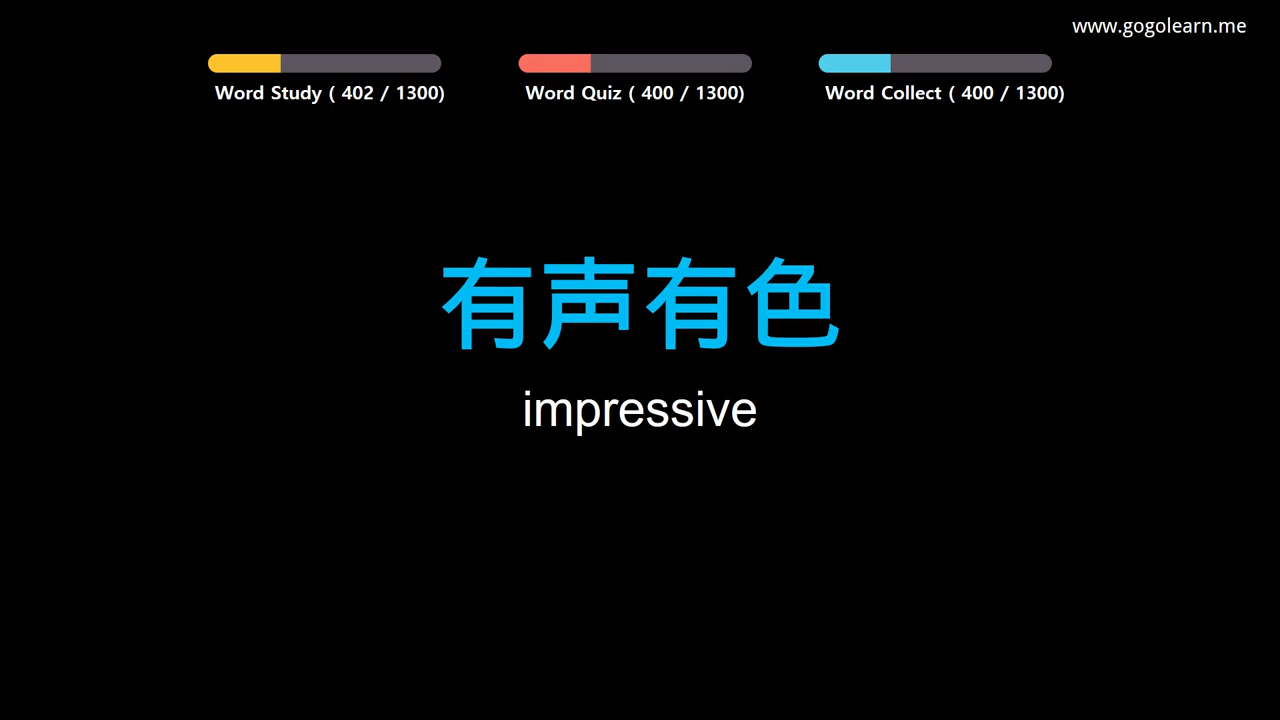 www.gogolearn.me
Word Study ( 402 / 1300)
Word Quiz ( 400 / 1300)
Word Collect ( 400 / 1300)
有声有色
impressive